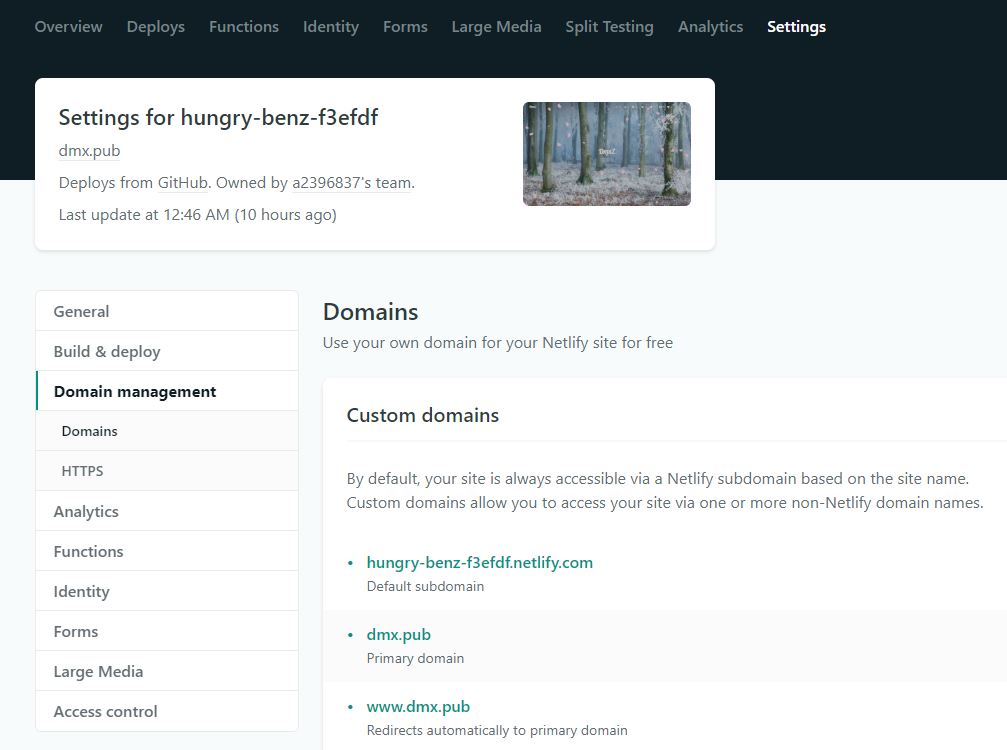 Overview Deploys Functions Identity Forms Large Media Split Testing Analytics Settings
Settings for hungry-benz-f3efdf
dmx.pub
Deploys from GitHub. Owned by a2396837's team.
Last update at 12:46 AM (10 hours ago)
General
Build & deploy
Domain management
Domains
HTTPS
Analytics
Functions
Identity
Forms
Large Media
Access control
Domains
Use your own domain for your Netlify site for free
Custom domains
By default, your site is always accessible via a Netlify subdomain based on the site name.
Custom domains allow you to access your site via one or more non-Netlify domain names.
• hungry-benz-f3efdf.netlify.com
Default subdomain
• dmx.pub
Primary domain
• www.dmx.pub
Redirects automatically to primary domain